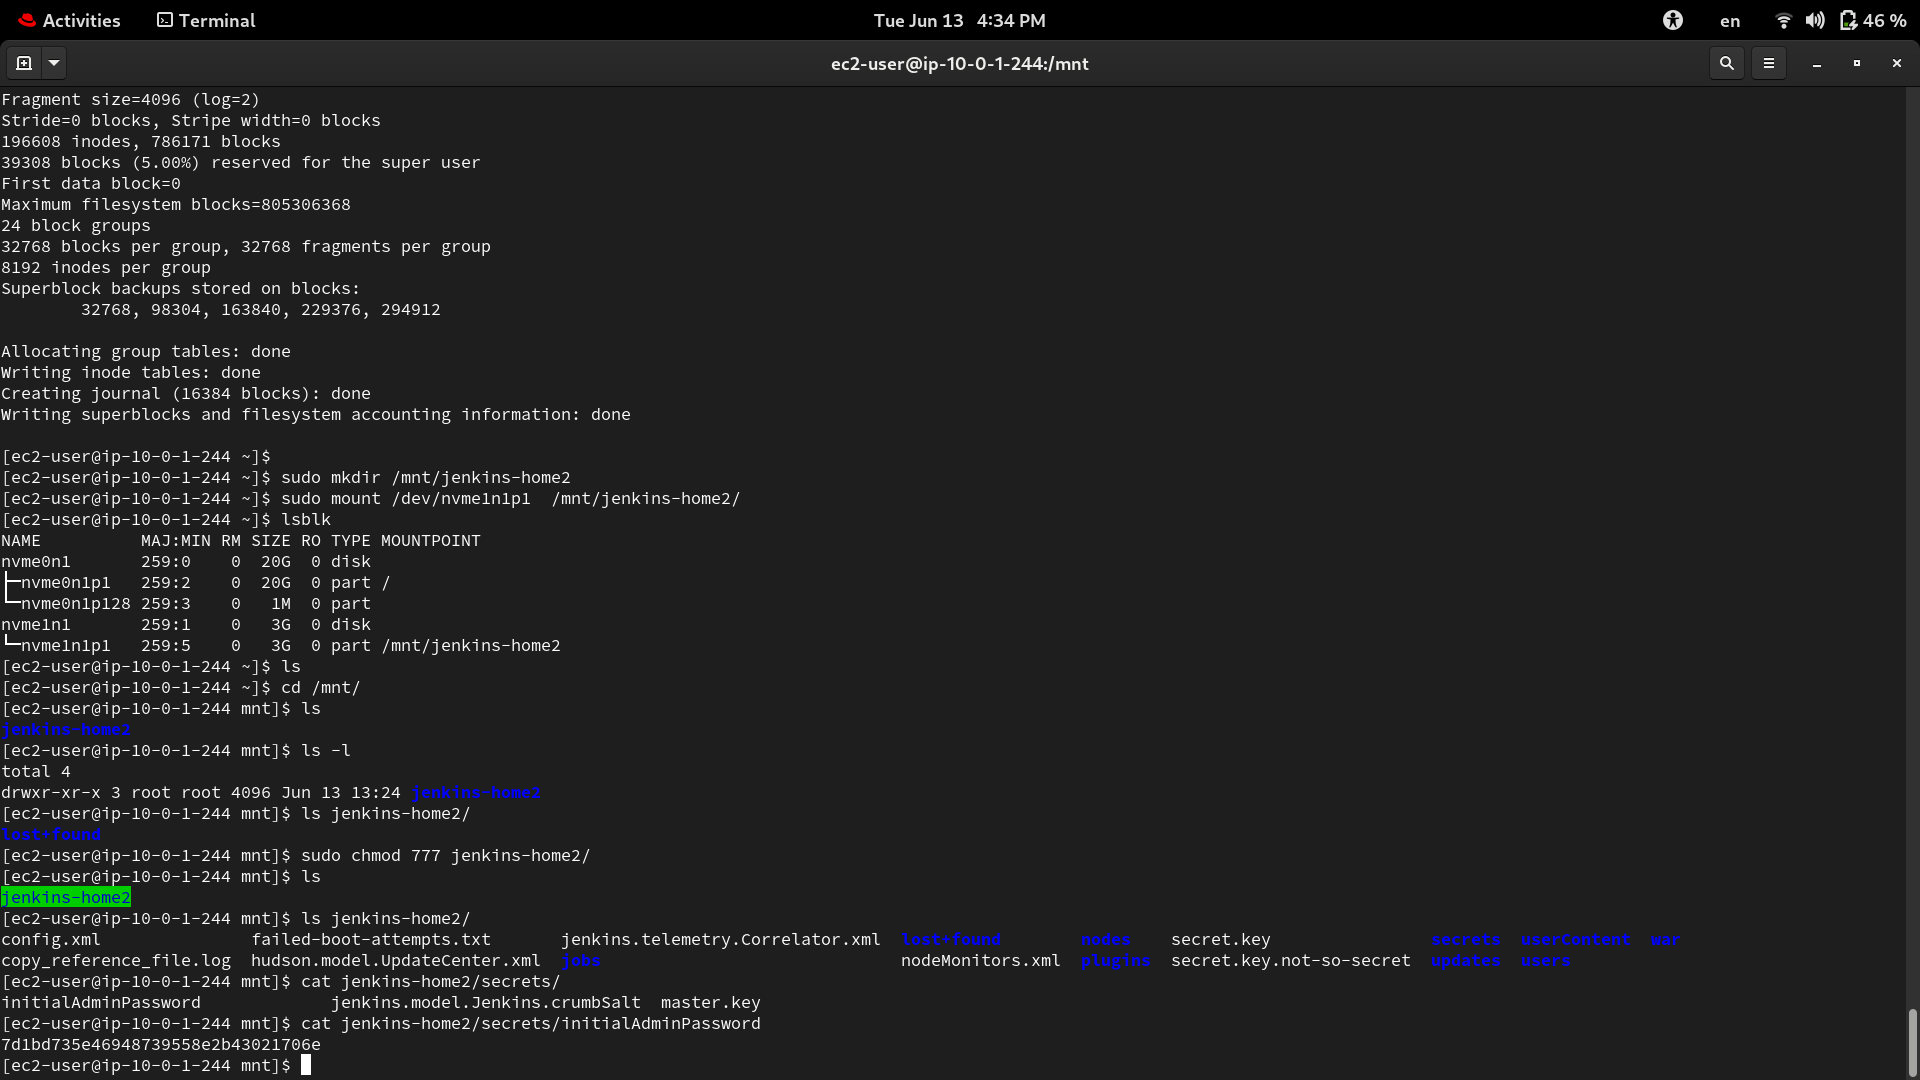 Activities Terminal Tue Jun 13 4:34 PM en 46 %
ec2-user@ip-10-0-1-244:/mnt
Fragment size=4096 (log=2)
Stride=0 blocks, Stripe width=0 blocks
196608 inodes, 786171 blocks
39308 blocks (5.00%) reserved for the super user
First data block=0
Maximum filesystem blocks=805306368
24 block groups
32768 blocks per group, 32768 fragments per group
8192 inodes per group
Superblock backups stored on blocks:
        32768, 98304, 163840, 229376, 294912
Allocating group tables: done
Writing inode tables: done
Creating journal (16384 blocks): done
Writing superblocks and filesystem accounting information: done
[ec2-user@ip-10-0-1-244 ~]$
[ec2-user@ip-10-0-1-244 ~]$ sudo mkdir /mnt/jenkins-home2
[ec2-user@ip-10-0-1-244 ~]$ sudo mount /dev/nvme1n1p1  /mnt/jenkins-home2/
[ec2-user@ip-10-0-1-244 ~]$ lsblk
NAME          MAJ:MIN RM SIZE RO TYPE MOUNTPOINT
nvme0n1       259:0    0  20G  0 disk
├─nvme0n1p1   259:2    0  20G  0 part /
└─nvme0n1p128 259:3    0   1M  0 part
nvme1n1       259:1    0   3G  0 disk
└─nvme1n1p1   259:5    0   3G  0 part /mnt/jenkins-home2
[ec2-user@ip-10-0-1-244 ~]$ ls
[ec2-user@ip-10-0-1-244 ~]$ cd /mnt/
[ec2-user@ip-10-0-1-244 mnt]$ ls
jenkins-home2
[ec2-user@ip-10-0-1-244 mnt]$ ls -l
total 4
drwxr-xr-x 3 root root 4096 Jun 13 13:24 jenkins-home2
[ec2-user@ip-10-0-1-244 mnt]$ ls jenkins-home2/
lost+found
[ec2-user@ip-10-0-1-244 mnt]$ sudo chmod 777 jenkins-home2/
[ec2-user@ip-10-0-1-244 mnt]$ ls
jenkins-home2
[ec2-user@ip-10-0-1-244 mnt]$ ls jenkins-home2/
config.xml               failed-boot-attempts.txt       jenkins.telemetry.Correlator.xml  lost+found        nodes    secret.key                secrets  userContent  war
copy_reference_file.log  hudson.model.UpdateCenter.xml  jobs                              nodeMonitors.xml  plugins  secret.key.not-so-secret  updates  users
[ec2-user@ip-10-0-1-244 mnt]$ cat jenkins-home2/secrets/
initialAdminPassword             jenkins.model.Jenkins.crumbSalt  master.key
[ec2-user@ip-10-0-1-244 mnt]$ cat jenkins-home2/secrets/initialAdminPassword
7d1bd735e46948739558e2b43021706e
[ec2-user@ip-10-0-1-244 mnt]$